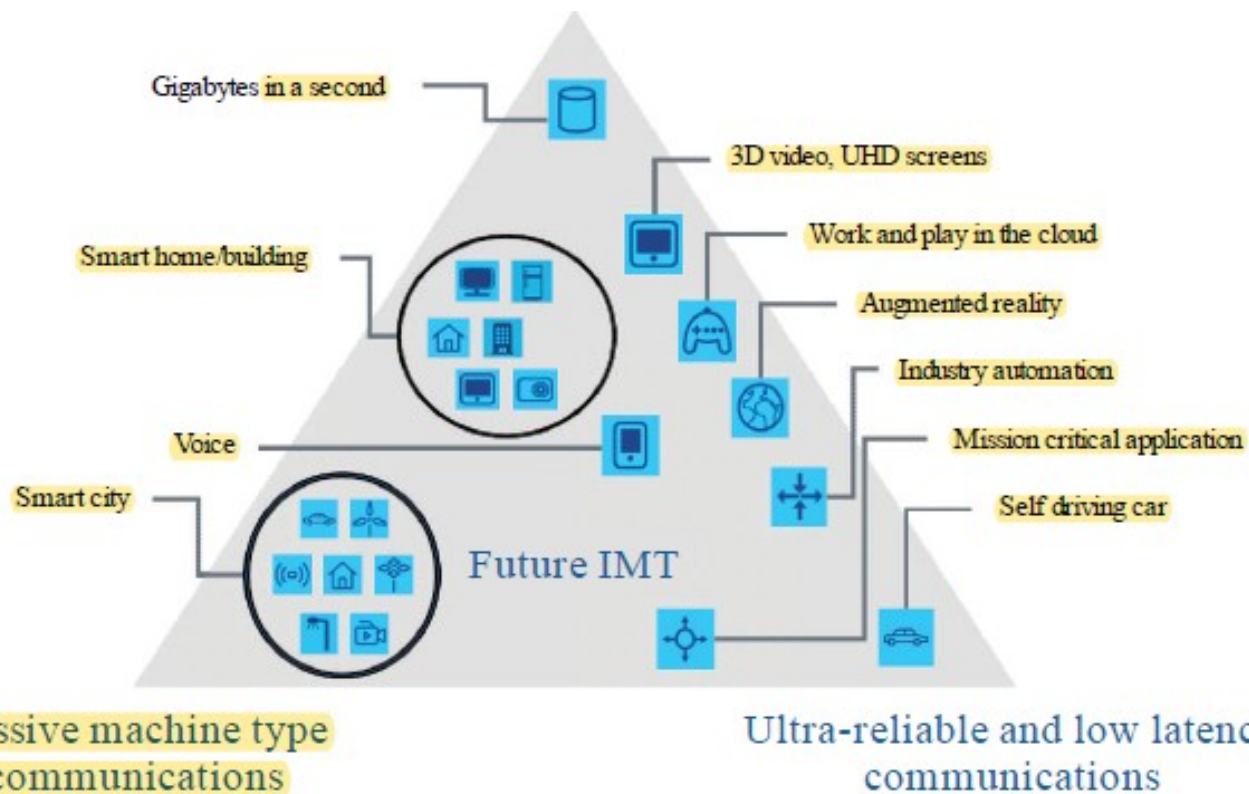 Gigabytes in a second
3D video, UHD screens
Smart home/building
Work and play in the cloud
Augmented reality
Industry automation
Voice
Mission critical application
Smart city
Self driving car
Future IMT
ssive machine type
communications
Ultra-reliable and low latenc
communications